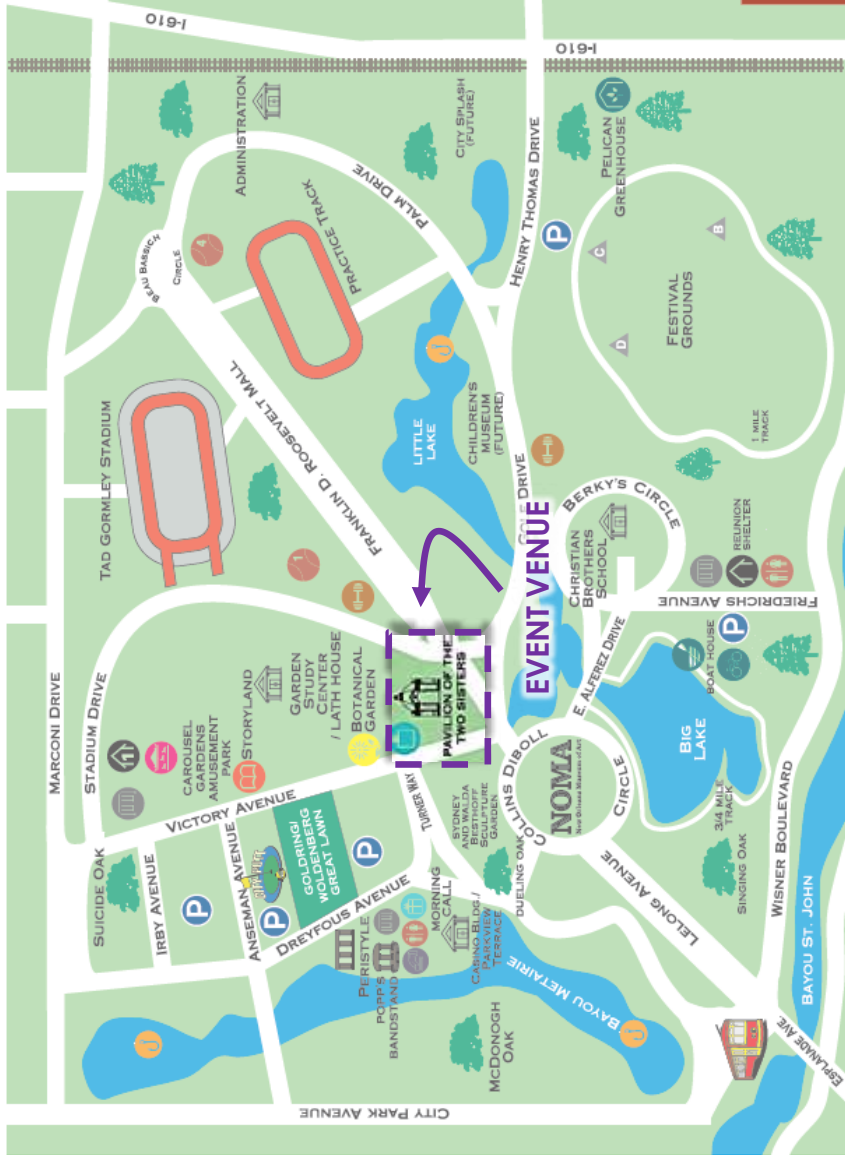 I-610
I-610
ADMINISTRATION
CITY SPLASH
(FUTURE)
PELICAN
GREENHOUSE
PALM DRIVE
HENRY THOMAS DRIVE
P
PRACTICE TRACK
BEAU BASSICH
CIRCLE
4
C
B
D
FESTIVAL
GROUNDS
1 MILE
TRACK
TAD GORMLEY STADIUM
FRANKLIN D. ROOSEVELT MALL
LITTLE
LAKE
CHILDREN'S
MUSEUM
(FUTURE)
GOLF DRIVE
BERKY'S CIRCLE
EVENT VENUE
CHRISTIAN
BROTHERS
SCHOOL
REUNION
SHELTER
FRIEDRICHS AVENUE
1
MARCONI DRIVE
STADIUM DRIVE
CAROUSEL
GARDENS
AMUSEMENT
PARK
STORYLAND
GARDEN
STUDY
CENTER
/ LATH HOUSE
BOTANICAL
GARDEN
PAVILION OF THE
TWO SISTERS
E. ALFEREZ DRIVE
BOAT HOUSE
P
BIG
LAKE
3/4 MILE
TRACK
COLLINS DIBOLL
CIRCLE
NOMA
New Orleans Museum of Art
VICTORY AVENUE
TURNER WAY
SYDNEY
AND WALDA
BESTHOFF
SCULPTURE
GARDEN
DUELING OAK
SUICIDE OAK
IRBY AVENUE
P
ANSEMAN AVENUE
CITY PUTT
P
GOLDRING/
WOLDENBERG
GREAT LAWN
P
DREYFOUS AVENUE
PERISTYLE
POPP'S
BANDSTAND
MORNING
CALL
CASINO BLDG./
PARKVIEW
TERRACE
BAYOU METAIRIE
MCDONOGH
OAK
LELONG AVENUE
SINGING OAK
WISNER BOULEVARD
BAYOU ST. JOHN
ESPLANADE AVE.
CITY PARK AVENUE